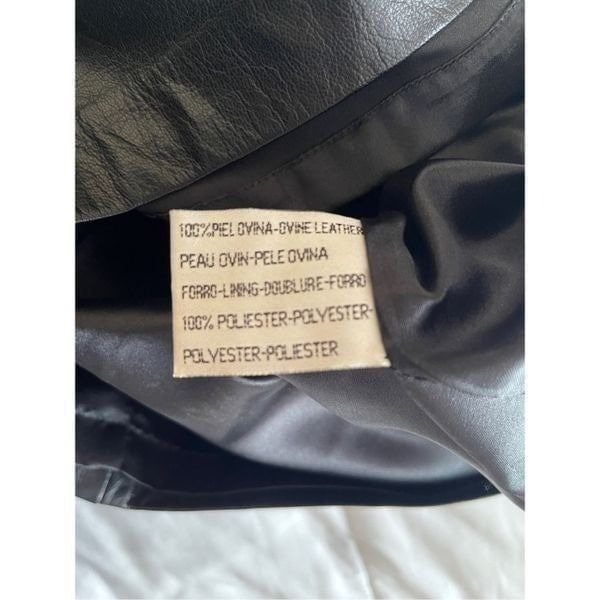 100%PIEL OVINA-OVINE LEATHER
PEAU OVIN-PELE OVINA
FORRO-LINING-DOUBLURE-FORRO
100% POLIESTER-POLYESTER-
POLYESTER-POLIESTER